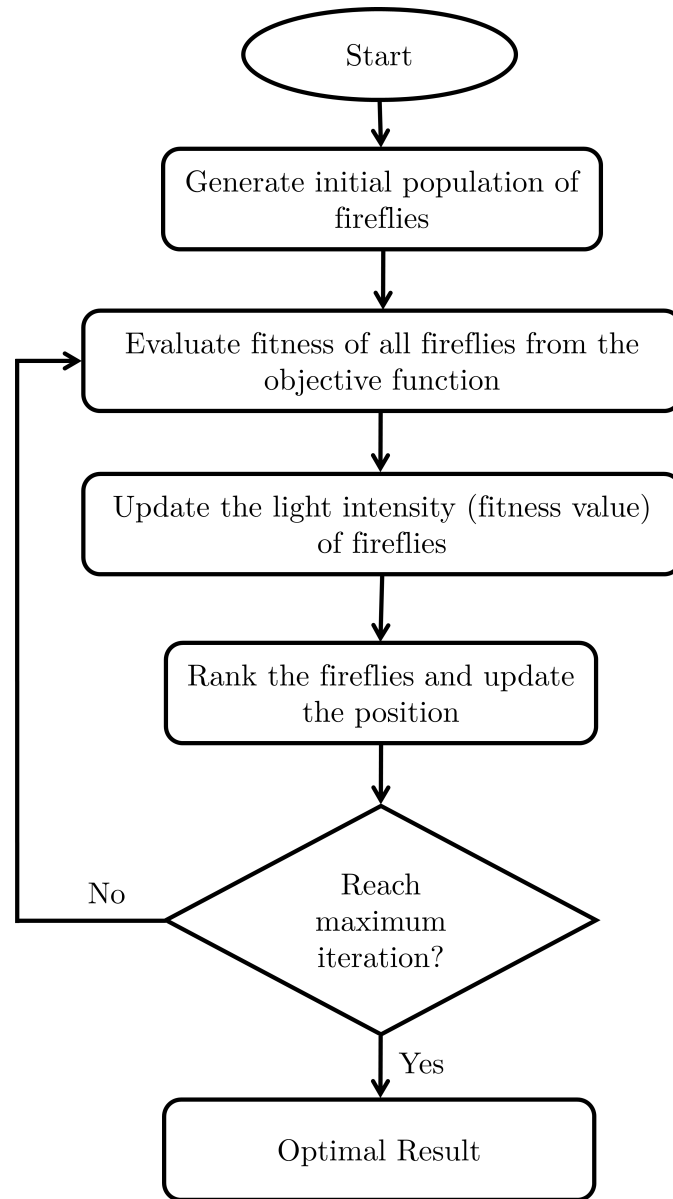 Start
Generate initial population of
fireflies
Evaluate fitness of all fireflies from the
objective function
Update the light intensity (fitness value)
of fireflies
Rank the fireflies and update
the position
Reach
maximum
iteration?
No
Yes
Optimal Result